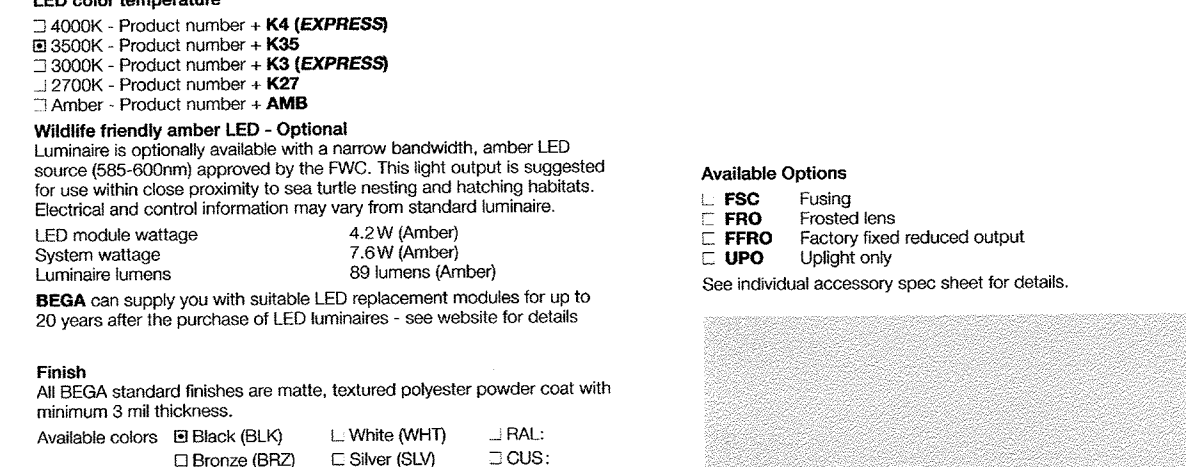 LED color temperature
☐ 4000K - Product number + K4 (EXPRESS)
▣ 3500K - Product number + K35
☐ 3000K - Product number + K3 (EXPRESS)
☐ 2700K - Product number + K27
☐ Amber - Product number + AMB
Wildlife friendly amber LED - Optional
Luminaire is optionally available with a narrow bandwidth, amber LED
source (585-600nm) approved by the FWC. This light output is suggested
for use within close proximity to sea turtle nesting and hatching habitats.
Electrical and control information may vary from standard luminaire.
LED module wattage 4.2W (Amber)
System wattage 7.6W (Amber)
Luminaire lumens 89 lumens (Amber)
BEGA can supply you with suitable LED replacement modules for up to
20 years after the purchase of LED luminaires - see website for details
Finish
All BEGA standard finishes are matte, textured polyester powder coat with
minimum 3 mil thickness.
Available colors ▣ Black (BLK) ☐ White (WHT) ☐ RAL:
☐ Bronze (BRZ) ☐ Silver (SLV) ☐ CUS:
Available Options
☐ FSC Fusing
☐ FRO Frosted lens
☐ FFRO Factory fixed reduced output
☐ UPO Uplight only
See individual accessory spec sheet for details.